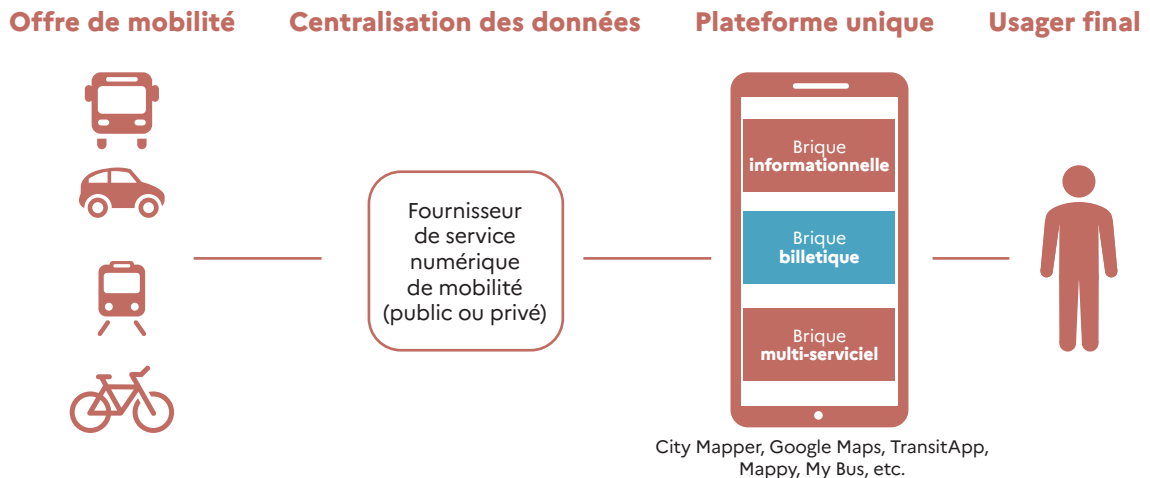 Offre de mobilité
Centralisation des données
Plateforme unique
Usager final
Fournisseur
de service
numérique
de mobilité
(public ou privé)
Brique
informationnelle
Brique
billetique
Brique
multi-serviciel
City Mapper, Google Maps, TransitApp,
Mappy, My Bus, etc.